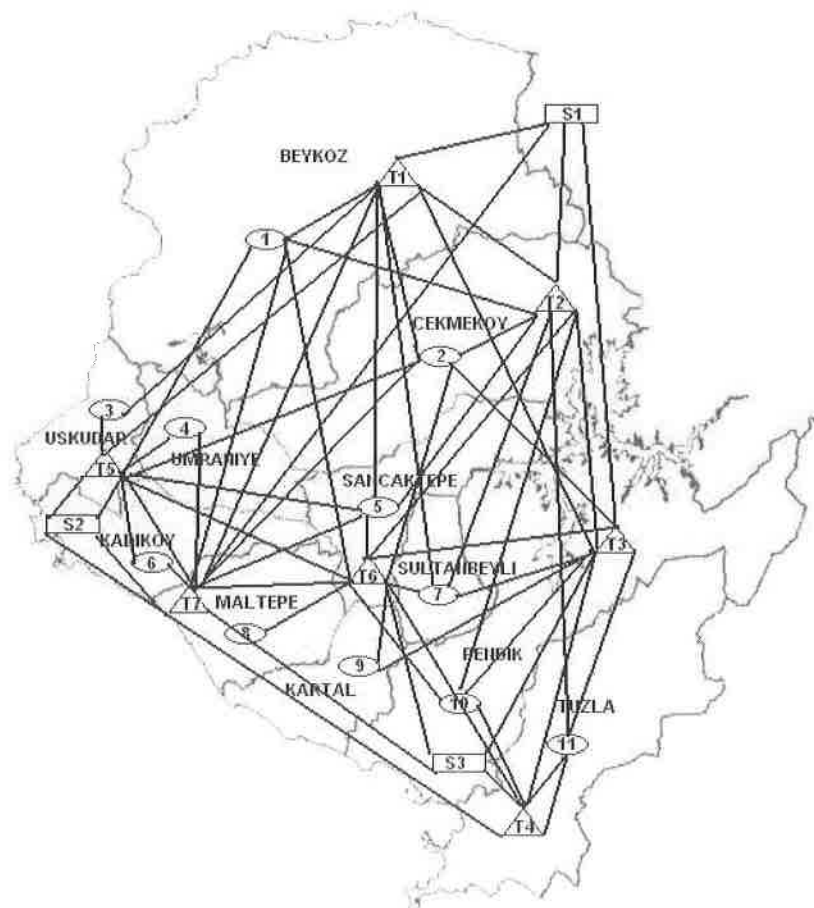 S1
BEYKOZ
T1
1
T2
CEKMEKOY
2
3
4
USKUDAR
UMRANIYE
T5
SANCAKTEPE
5
S2
KADIKOY
T3
6
T6
SULTANBEYLI
T7
MALTEPE
7
8
PENDIK
9
KARTAL
10
TUZLA
11
S3
T4